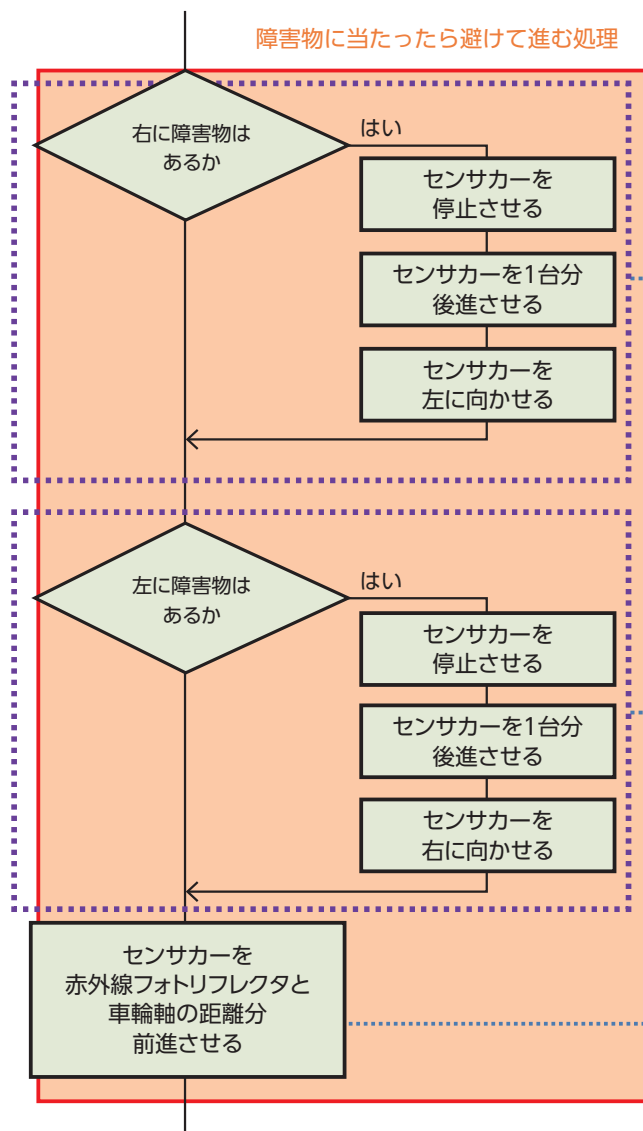 障害物に当たったら避けて進む処理
右に障害物は
あるか
はい
センサカーを
停止させる
センサカーを1台分
後進させる
センサカーを
左に向かせる
左に障害物は
あるか
はい
センサカーを
停止させる
センサカーを1台分
後進させる
センサカーを
右に向かせる
センサカーを
赤外線フォトリフレクタと
車輪軸の距離分
前進させる